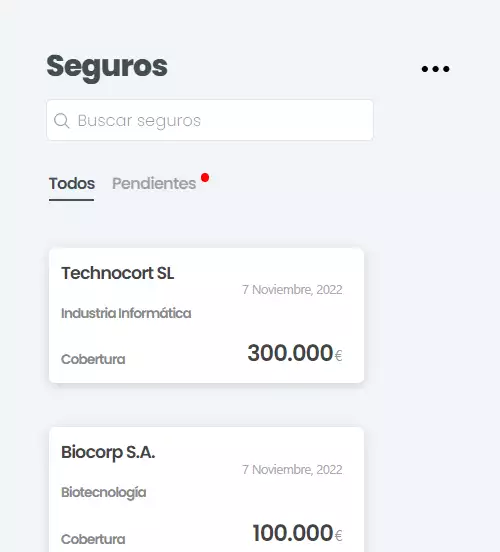 Seguros
Buscar seguros
Todos Pendientes
Technocort SL
7 Noviembre, 2022
Industria Informática
Cobertura 300.000€
Biocorp S.A.
7 Noviembre, 2022
Biotecnología
Cobertura 100.000€